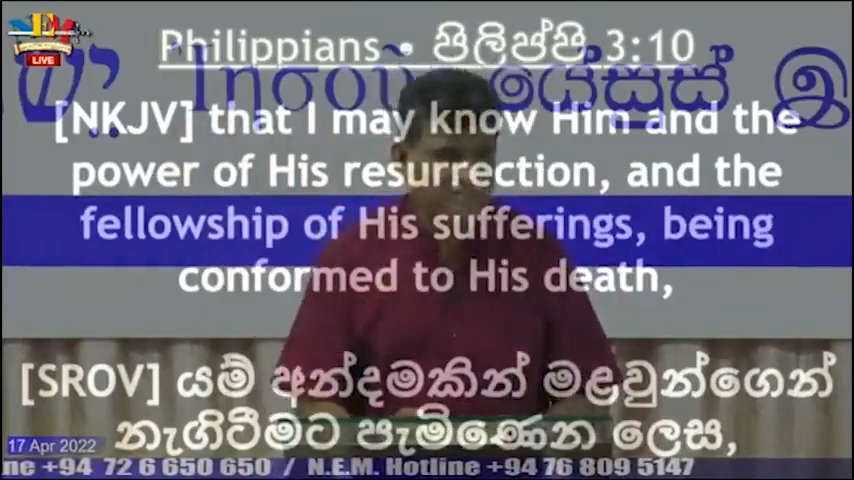 LIVE
Philippians • පිලිප්පි 3:10
Ἰησοῦς යේසුස් இ
[NKJV] that I may know Him and the
power of His resurrection, and the
fellowship of His sufferings, being
conformed to His death,
[SROV] යම් අන්දමකින් මළවුන්ගෙන්
නැගිටීමට පැමිණෙන ලෙස,
17 Apr 2022
ne +94 72 6 650 650 / N.E.M. Hotline +94 76 809 5147